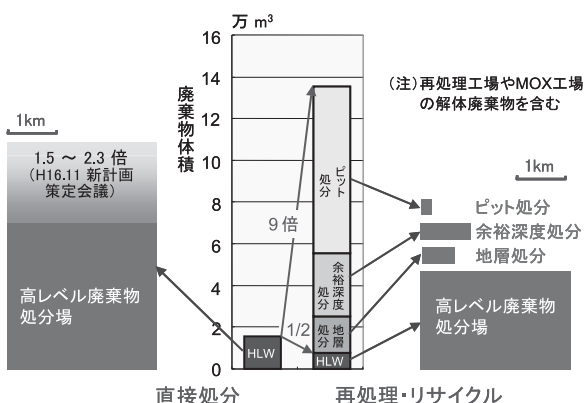 万 m³
16
14
12
10
8
6
4
2
0
廃棄物体積
1km
1.5 ~ 2.3 倍
(H16.11 新計画
策定会議)
高レベル廃棄物
処分場
HLW
9 倍
1/2
ピット
処分
余裕深度
処分
地層
処分
HLW
(注)再処理工場やMOX工場
の解体廃棄物を含む
1km
ピット処分
余裕深度処分
地層処分
高レベル廃棄物
処分場
直接処分
再処理・リサイクル